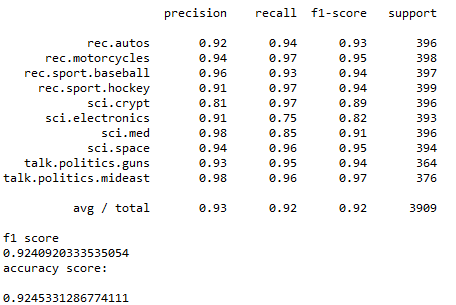 precision recall f1-score support
rec.autos 0.92 0.94 0.93 396
rec.motorcycles 0.94 0.97 0.95 398
rec.sport.baseball 0.96 0.93 0.94 397
rec.sport.hockey 0.91 0.97 0.94 399
sci.crypt 0.81 0.97 0.89 396
sci.electronics 0.91 0.75 0.82 393
sci.med 0.98 0.85 0.91 396
sci.space 0.94 0.96 0.95 394
talk.politics.guns 0.93 0.95 0.94 364
talk.politics.mideast 0.98 0.96 0.97 376
avg / total 0.93 0.92 0.92 3909
f1 score
0.9240920333535054
accuracy score:
0.9245331286774111